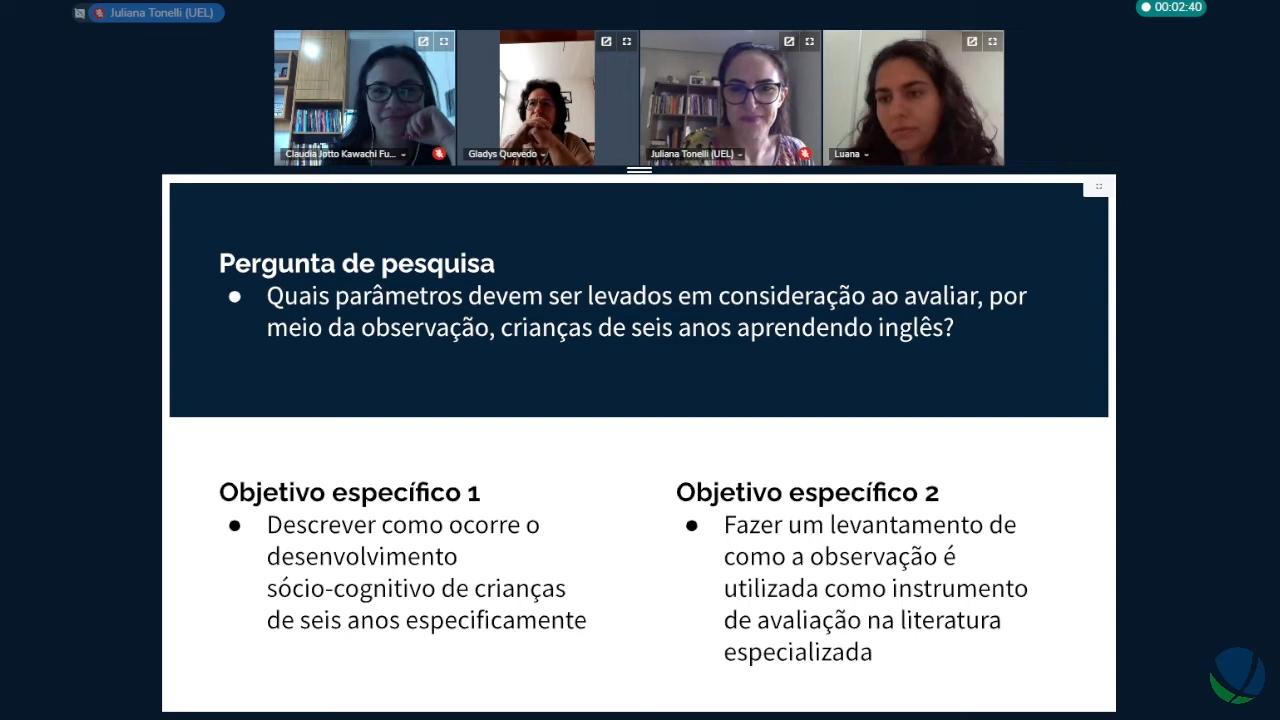 Juliana Tonelli (UEL)
00:02:40
Claudia Jotto Kawachi Fu...
Gladys Quevedo
Juliana Tonelli (UEL)
Luana
Pergunta de pesquisa
● Quais parâmetros devem ser levados em consideração ao avaliar, por
meio da observação, crianças de seis anos aprendendo inglês?
Objetivo específico 1
● Descrever como ocorre o
desenvolvimento
sócio-cognitivo de crianças
de seis anos especificamente
Objetivo específico 2
● Fazer um levantamento de
como a observação é
utilizada como instrumento
de avaliação na literatura
especializada